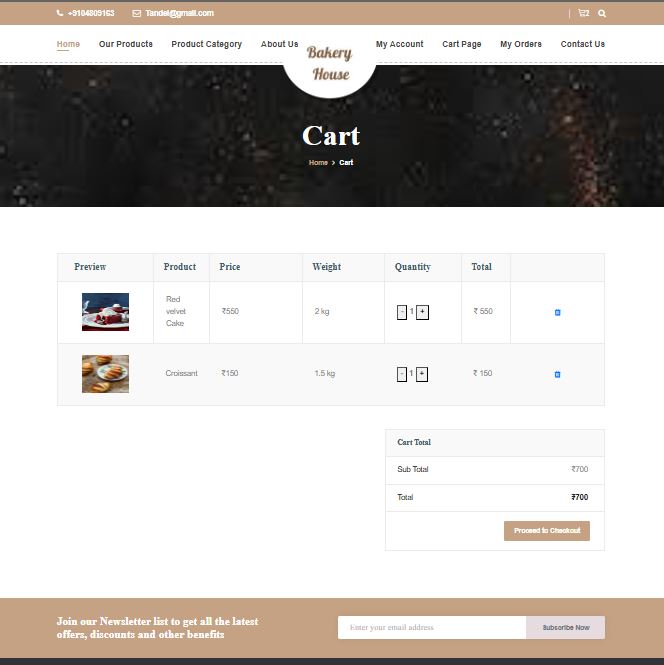 +9104809163 Tandel@gmail.com 2
Home Our Products Product Category About Us Bakery House My Account Cart Page My Orders Contact Us
Cart
Home > Cart
Preview Product Price Weight Quantity Total
Red velvet Cake ₹550 2 kg - 1 + ₹ 550
Croissant ₹150 1.5 kg - 1 + ₹ 150
Cart Total
Sub Total ₹700
Total ₹700
Proceed to Checkout
Join our Newsletter list to get all the latest
offers, discounts and other benefits
Enter your email address Subscribe Now